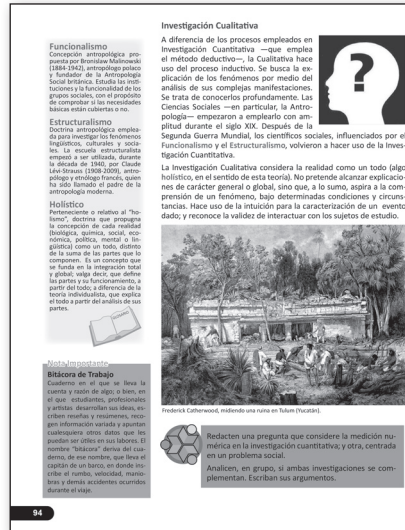 Investigación Cualitativa
A diferencia de los procesos empleados en
Investigación Cuantitativa —que emplea
el método deductivo—, la Cualitativa hace
uso del proceso inductivo. Se busca la ex-
plicación de los fenómenos por medio del
análisis de sus complejas manifestaciones.
Se trata de conocerlos profundamente. Las
Ciencias Sociales —en particular, la Antro-
pología— empezaron a emplearlo con am-
plitud durante el siglo XIX. Después de la
Segunda Guerra Mundial, los científicos sociales, influenciados por el
Funcionalismo y el Estructuralismo, volvieron a hacer uso de la Inves-
tigación Cuantitativa.
La Investigación Cualitativa considera la realidad como un todo (algo
holístico, en el sentido de esta teoría). No pretende alcanzar explicacio-
nes de carácter general o global, sino que, a lo sumo, aspira a la com-
prensión de un fenómeno, bajo determinadas condiciones y circuns-
tancias. Hace uso de la intuición para la caracterización de un evento
dado; y reconoce la validez de interactuar con los sujetos de estudio.
?
Frederick Catherwood, midiendo una ruina en Tulum (Yucatán).
Redacten una pregunta que considere la medición nu-
mérica en la investigación cuantitativa; y otra, centrada
en un problema social.
Analicen, en grupo, si ambas investigaciones se com-
plementan. Escriban sus argumentos.
Funcionalismo
Concepción antropológica pro-
puesta por Bronislaw Malinowski
(1884-1942), antropólogo polaco
y fundador de la Antropología
Social británica. Estudia las insti-
tuciones y la funcionalidad de los
grupos sociales, con el propósito
de comprobar si las necesidades
básicas están cubiertas o no.
Estructuralismo
Doctrina antropológica emplea-
da para investigar los fenómenos
lingüísticos, culturales y socia-
les. La escuela estructuralista
empezó a ser utilizada, durante
la década de 1940, por Claude
Lévi-Strauss (1908-2009), antro-
pólogo y etnólogo francés, quien
ha sido llamado el padre de la
antropología moderna.
Holístico
Perteneciente o relativo al "ho-
lismo", doctrina que propugna
la concepción de cada realidad
(biológica, química, social, eco-
nómica, política, mental o lin-
güística) como un todo, distinto
de la suma de las partes que lo
componen. Es un concepto que
se funda en la integración total
y global; valga decir, que define
las partes y su funcionamiento, a
partir del todo; a diferencia de la
teoría individualista, que explica
el todo a partir del análisis de sus
partes.
GLOSARIO
Nota Importante
Bitácora de Trabajo
Cuaderno en el que se lleva la
cuenta y razón de algo; o bien, en
el que estudiantes, profesionales
y artistas desarrollan sus ideas, es-
criben reseñas y resúmenes, reco-
gen información variada y apuntan
cualesquiera otros datos que les
puedan ser útiles en sus labores. El
nombre "bitácora" deriva del cua-
derno, de ese nombre, que lleva el
capitán de un barco, en donde ins-
cribe el rumbo, velocidad, manio-
bras y demás accidentes ocurridos
durante el viaje.
94